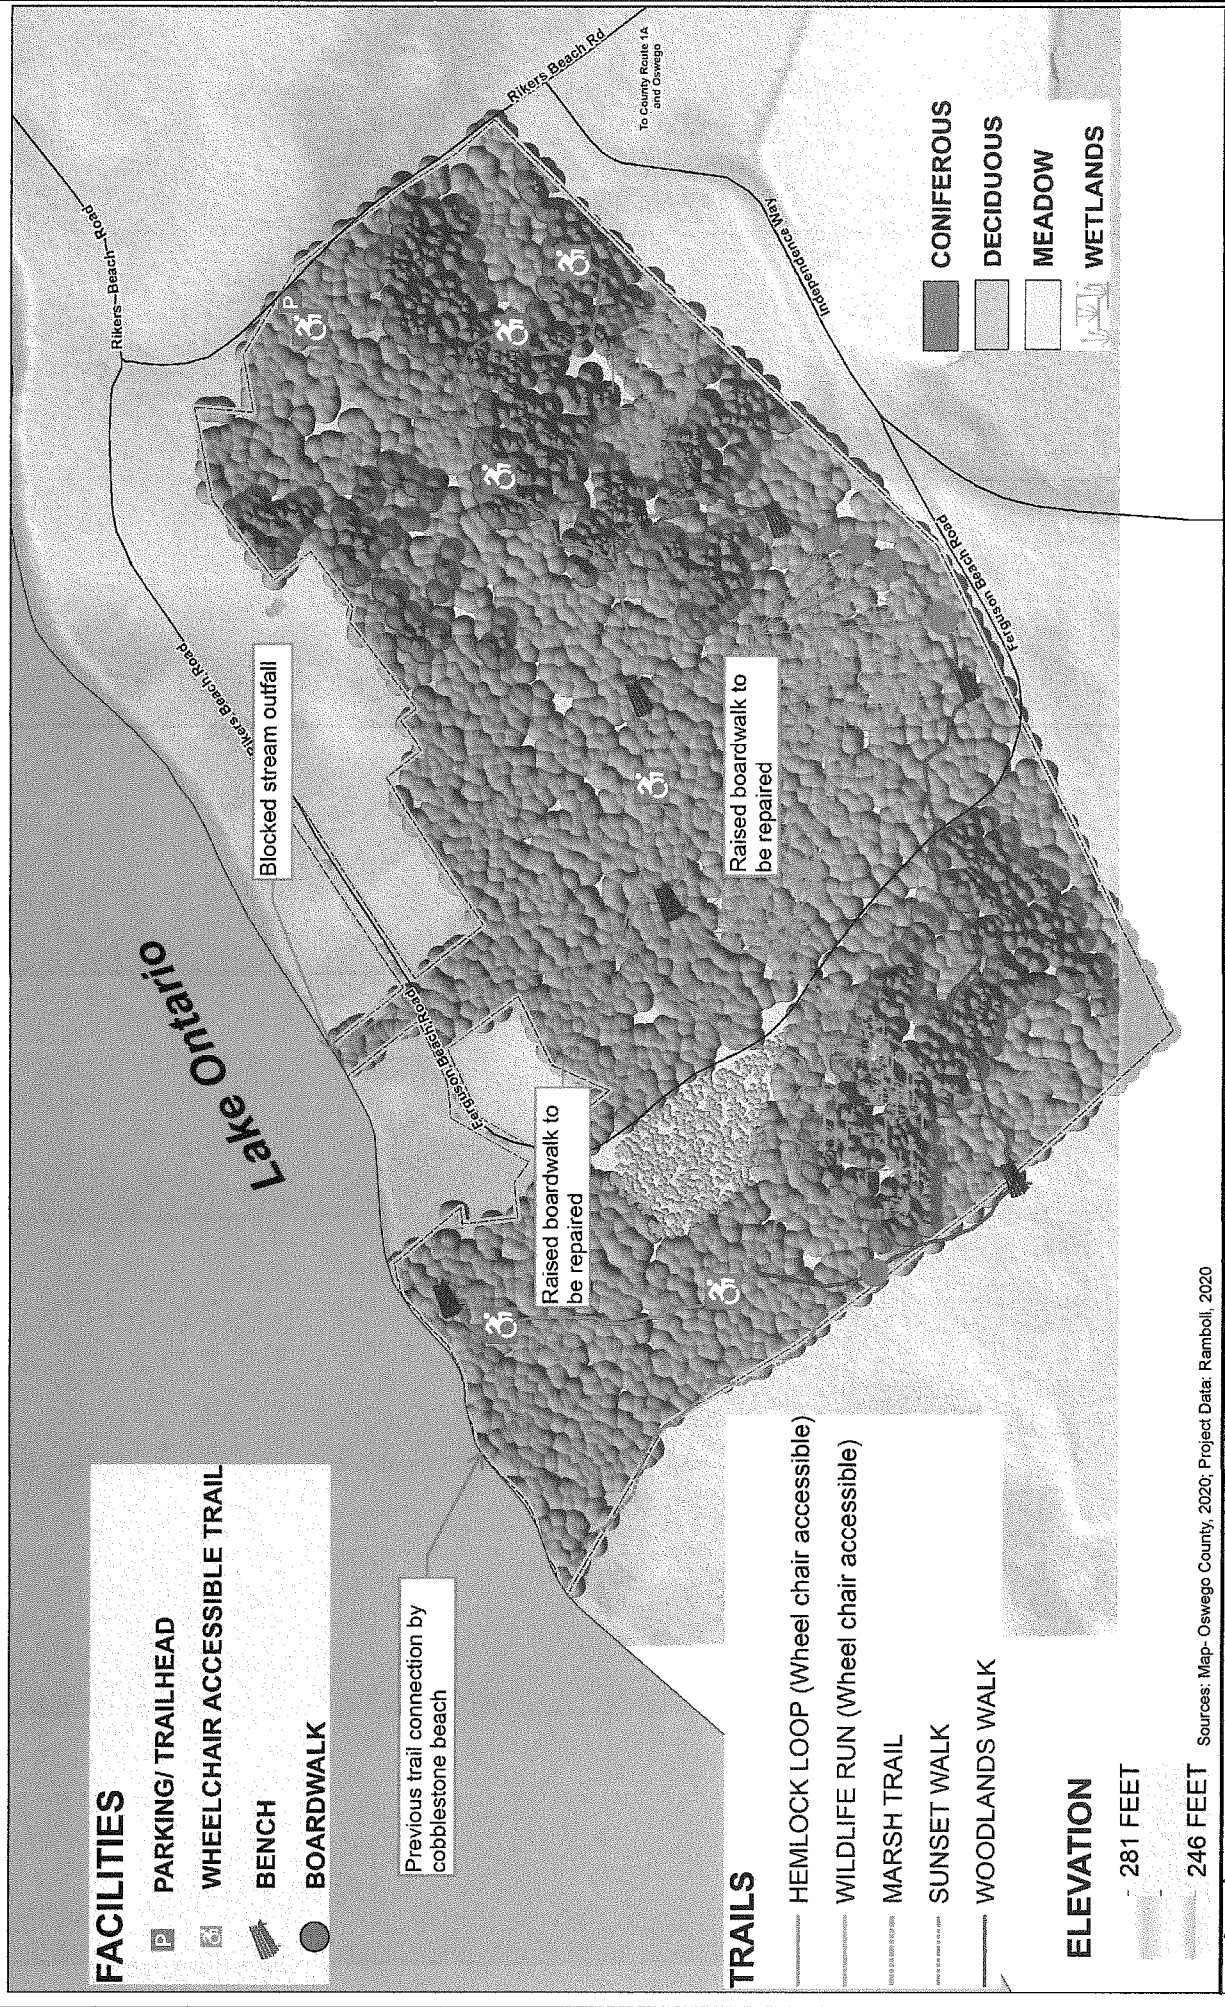 FACILITIES
P PARKING/ TRAILHEAD
WHEELCHAIR ACCESSIBLE TRAIL
BENCH
BOARDWALK
Previous trail connection by
cobblestone beach
Lake Ontario
Blocked stream outfall
Raised boardwalk to
be repaired
Raised boardwalk to
be repaired
Rikers Beach Road
Rikers Beach Road
Rikers Beach Rd
To County Route 1A
and Oswego
P
Independence Way
Ferguson Beach Road
Ferguson Beach Road
TRAILS
HEMLOCK LOOP (Wheel chair accessible)
WILDLIFE RUN (Wheel chair accessible)
MARSH TRAIL
SUNSET WALK
WOODLANDS WALK
ELEVATION
281 FEET
246 FEET
Sources: Map- Oswego County, 2020; Project Data: Ramboll, 2020
CONIFEROUS
DECIDUOUS
MEADOW
WETLANDS